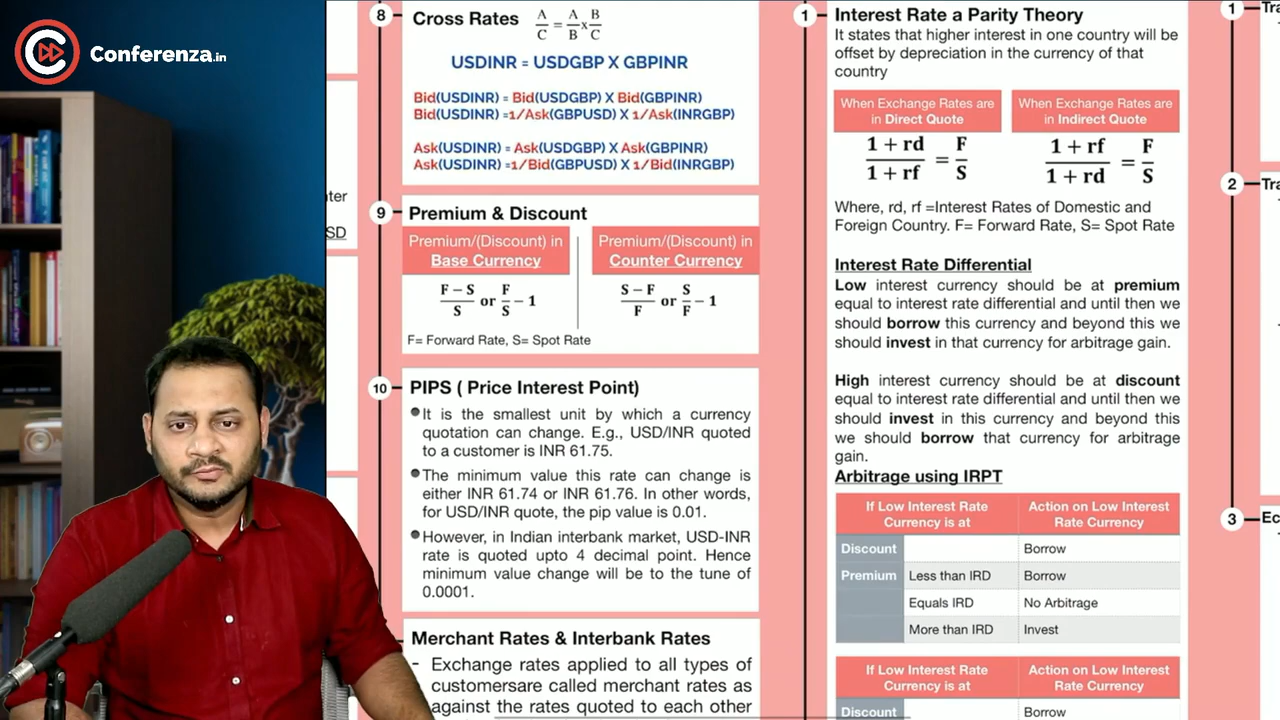 Conferenza.in
nter
SD
8
Cross Rates A/C = A/B x B/C
USDINR = USDGBP X GBPINR
Bid(USDINR) = Bid(USDGBP) X Bid(GBPINR)
Bid(USDINR) =1/Ask(GBPUSD) X 1/Ask(INRGBP)
Ask(USDINR) = Ask(USDGBP) X Ask(GBPINR)
Ask(USDINR) =1/Bid(GBPUSD) X 1/Bid(INRGBP)
9
Premium & Discount
Premium/(Discount) in
Base Currency
Premium/(Discount) in
Counter Currency
F – S/S or F/S – 1
S – F/F or S/F – 1
F= Forward Rate, S= Spot Rate
10
PIPS ( Price Interest Point)
It is the smallest unit by which a currency
quotation can change. E.g., USD/INR quoted
to a customer is INR 61.75.
The minimum value this rate can change is
either INR 61.74 or INR 61.76. In other words,
for USD/INR quote, the pip value is 0.01.
However, in Indian interbank market, USD-INR
rate is quoted upto 4 decimal point. Hence
minimum value change will be to the tune of
0.0001.
Merchant Rates & Interbank Rates
- Exchange rates applied to all types of
customersare called merchant rates as
against the rates quoted to each other
1
Interest Rate a Parity Theory
It states that higher interest in one country will be
offset by depreciation in the currency of that
country
When Exchange Rates are
in Direct Quote
When Exchange Rates are
in Indirect Quote
1 + rd/1 + rf = F/S
1 + rf/1 + rd = F/S
Where, rd, rf =Interest Rates of Domestic and
Foreign Country. F= Forward Rate, S= Spot Rate
Interest Rate Differential
Low interest currency should be at premium
equal to interest rate differential and until then we
should borrow this currency and beyond this we
should invest in that currency for arbitrage gain.
High interest currency should be at discount
equal to interest rate differential and until then we
should invest in this currency and beyond this
we should borrow that currency for arbitrage
gain.
Arbitrage using IRPT
If Low Interest Rate
Currency is at
Action on Low Interest
Rate Currency
Discount Borrow
Premium Less than IRD Borrow
Equals IRD No Arbitrage
More than IRD Invest
If Low Interest Rate
Currency is at
Action on Low Interest
Rate Currency
Discount Borrow
1
Tra
2
Tra
3
Ec